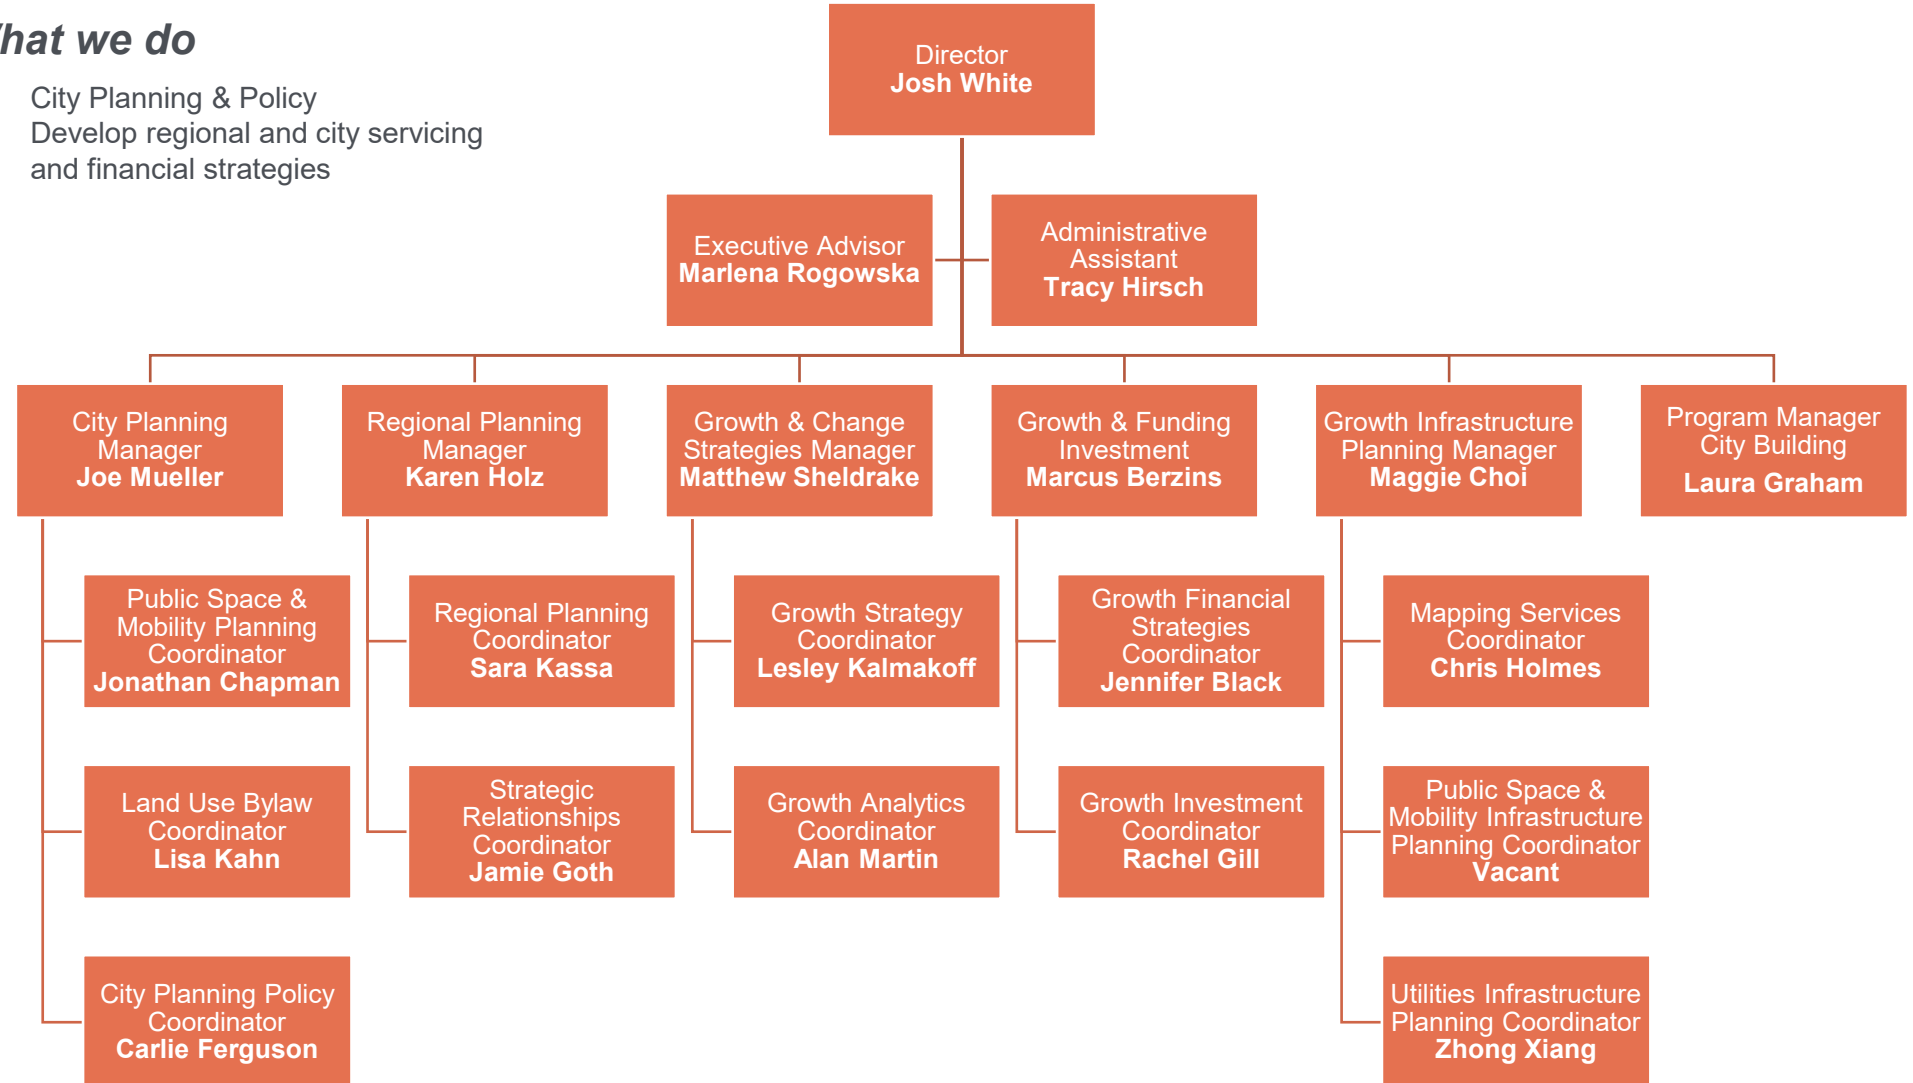 hat we do
City Planning & Policy
Develop regional and city servicing
and financial strategies
Director
Josh White
Executive Advisor
Marlena Rogowska
Administrative
Assistant
Tracy Hirsch
City Planning
Manager
Joe Mueller
Regional Planning
Manager
Karen Holz
Growth & Change
Strategies Manager
Matthew Sheldrake
Growth & Funding
Investment
Marcus Berzins
Growth Infrastructure
Planning Manager
Maggie Choi
Program Manager
City Building
Laura Graham
Public Space &
Mobility Planning
Coordinator
Jonathan Chapman
Regional Planning
Coordinator
Sara Kassa
Growth Strategy
Coordinator
Lesley Kalmakoff
Growth Financial
Strategies
Coordinator
Jennifer Black
Mapping Services
Coordinator
Chris Holmes
Land Use Bylaw
Coordinator
Lisa Kahn
Strategic
Relationships
Coordinator
Jamie Goth
Growth Analytics
Coordinator
Alan Martin
Growth Investment
Coordinator
Rachel Gill
Public Space &
Mobility Infrastructure
Planning Coordinator
Vacant
City Planning Policy
Coordinator
Carlie Ferguson
Utilities Infrastructure
Planning Coordinator
Zhong Xiang